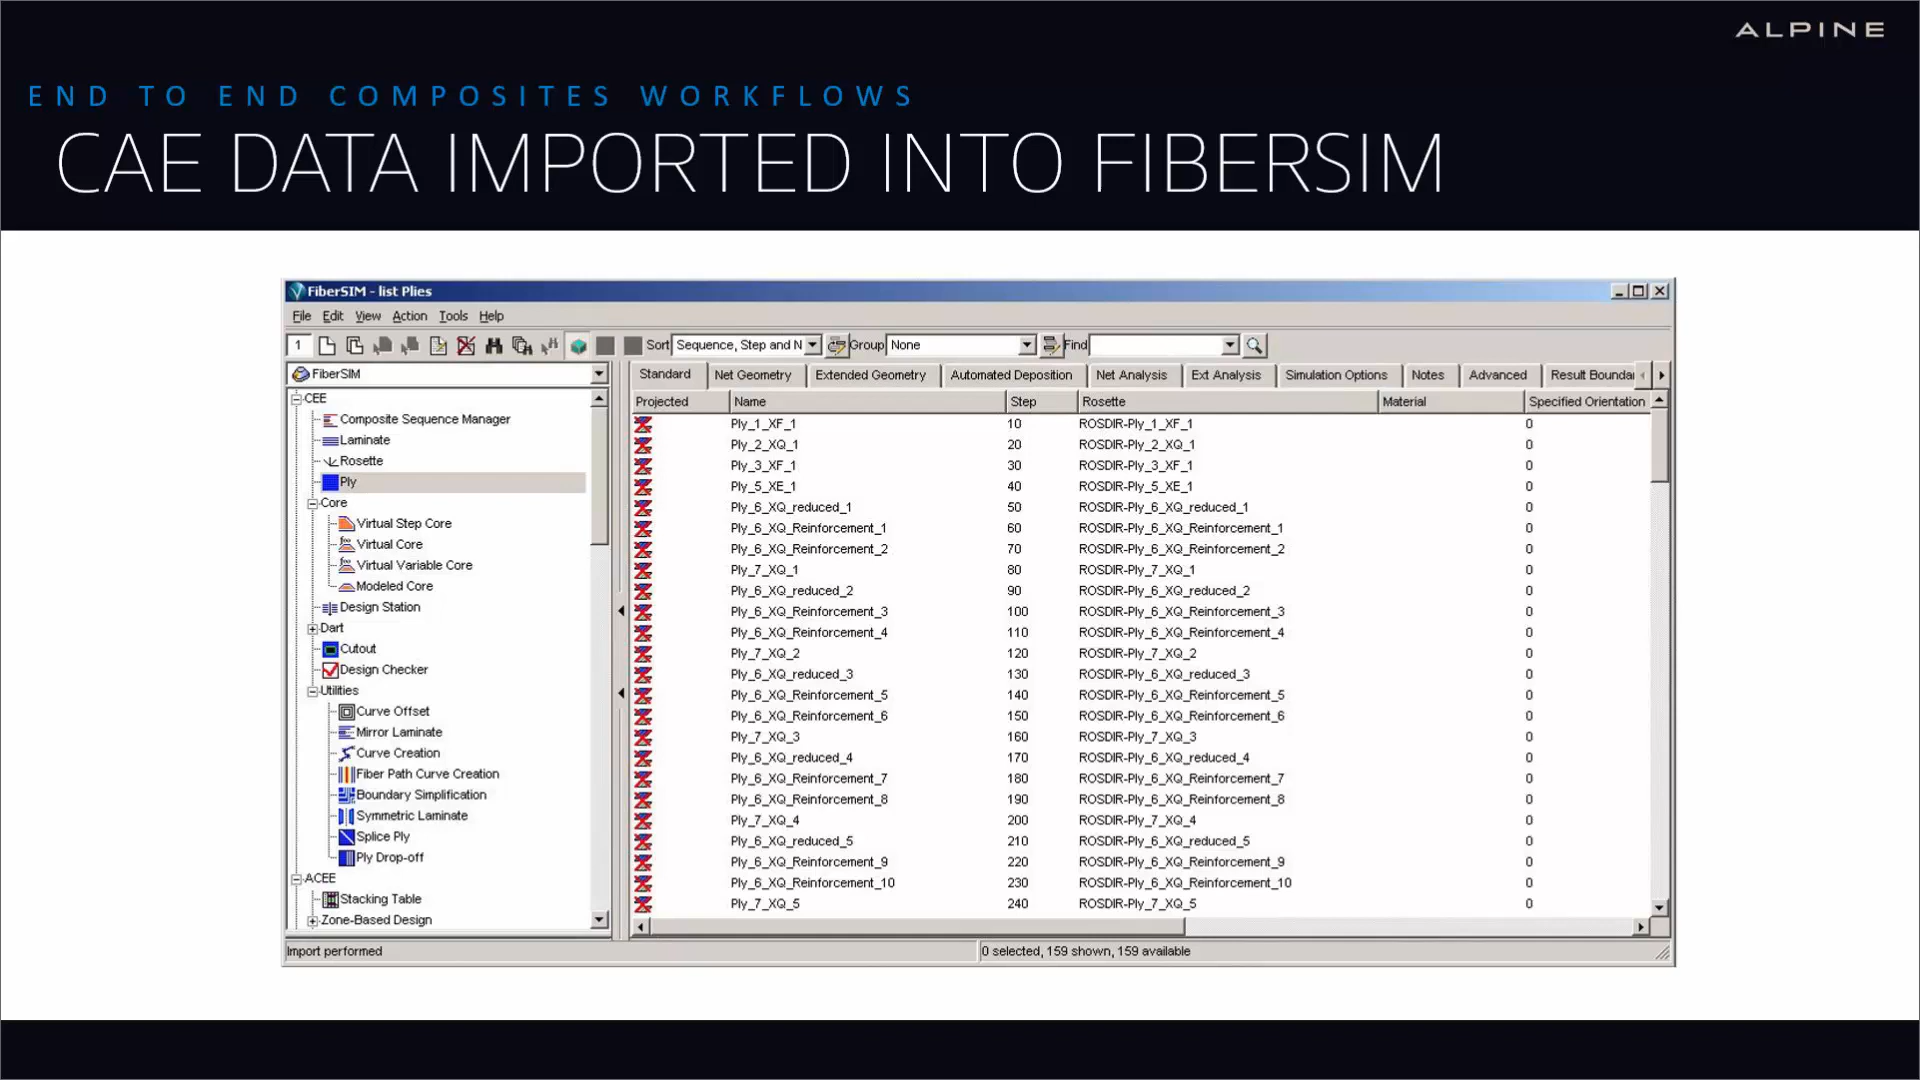 ALPINE
END TO END COMPOSITES WORKFLOWS
CAE DATA IMPORTED INTO FIBERSIM
FiberSIM - list Plies
File Edit View Action Tools Help
1 Sort Sequence, Step and N Group None Find
FiberSIM
CEE
Composite Sequence Manager
Laminate
Rosette
Ply
Core
Virtual Step Core
Virtual Core
Virtual Variable Core
Modeled Core
Design Station
Dart
Cutout
Design Checker
Utilities
Curve Offset
Mirror Laminate
Curve Creation
Fiber Path Curve Creation
Boundary Simplification
Symmetric Laminate
Splice Ply
Ply Drop-off
ACEE
Stacking Table
Zone-Based Design
Standard Net Geometry Extended Geometry Automated Deposition Net Analysis Ext Analysis Simulation Options Notes Advanced Result Boundar
Projected Name Step Rosette Material Specified Orientation
Ply_1_XF_1 10 ROSDIR-Ply_1_XF_1 0
Ply_2_XQ_1 20 ROSDIR-Ply_2_XQ_1 0
Ply_3_XF_1 30 ROSDIR-Ply_3_XF_1 0
Ply_5_XE_1 40 ROSDIR-Ply_5_XE_1 0
Ply_6_XQ_reduced_1 50 ROSDIR-Ply_6_XQ_reduced_1 0
Ply_6_XQ_Reinforcement_1 60 ROSDIR-Ply_6_XQ_Reinforcement_1 0
Ply_6_XQ_Reinforcement_2 70 ROSDIR-Ply_6_XQ_Reinforcement_2 0
Ply_7_XQ_1 80 ROSDIR-Ply_7_XQ_1 0
Ply_6_XQ_reduced_2 90 ROSDIR-Ply_6_XQ_reduced_2 0
Ply_6_XQ_Reinforcement_3 100 ROSDIR-Ply_6_XQ_Reinforcement_3 0
Ply_6_XQ_Reinforcement_4 110 ROSDIR-Ply_6_XQ_Reinforcement_4 0
Ply_7_XQ_2 120 ROSDIR-Ply_7_XQ_2 0
Ply_6_XQ_reduced_3 130 ROSDIR-Ply_6_XQ_reduced_3 0
Ply_6_XQ_Reinforcement_5 140 ROSDIR-Ply_6_XQ_Reinforcement_5 0
Ply_6_XQ_Reinforcement_6 150 ROSDIR-Ply_6_XQ_Reinforcement_6 0
Ply_7_XQ_3 160 ROSDIR-Ply_7_XQ_3 0
Ply_6_XQ_reduced_4 170 ROSDIR-Ply_6_XQ_reduced_4 0
Ply_6_XQ_Reinforcement_7 180 ROSDIR-Ply_6_XQ_Reinforcement_7 0
Ply_6_XQ_Reinforcement_8 190 ROSDIR-Ply_6_XQ_Reinforcement_8 0
Ply_7_XQ_4 200 ROSDIR-Ply_7_XQ_4 0
Ply_6_XQ_reduced_5 210 ROSDIR-Ply_6_XQ_reduced_5 0
Ply_6_XQ_Reinforcement_9 220 ROSDIR-Ply_6_XQ_Reinforcement_9 0
Ply_6_XQ_Reinforcement_10 230 ROSDIR-Ply_6_XQ_Reinforcement_10 0
Ply_7_XQ_5 240 ROSDIR-Ply_7_XQ_5 0
Import performed
0 selected, 159 shown, 159 available